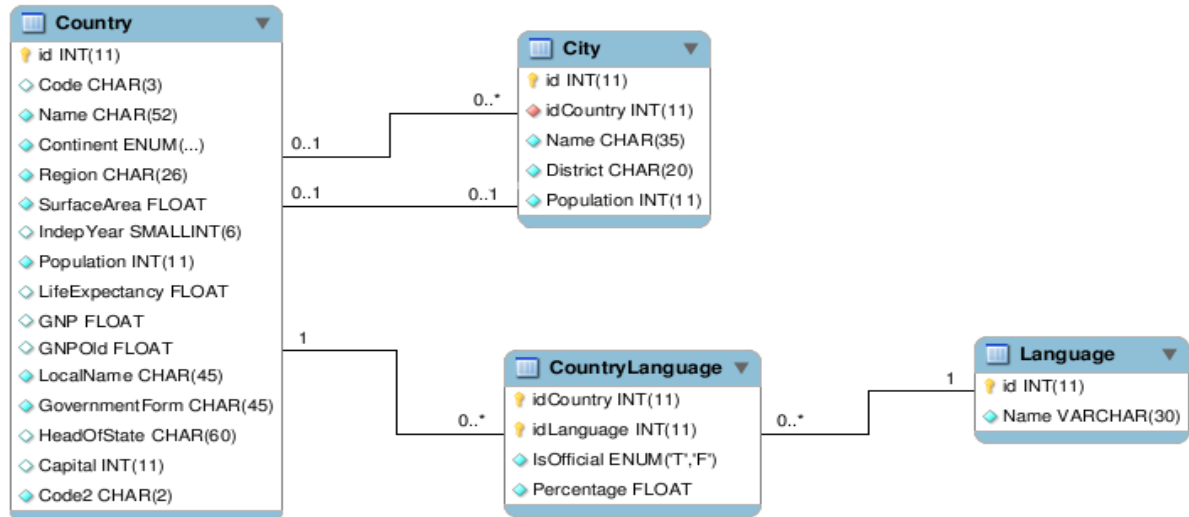 Country
id INT(11)
Code CHAR(3)
Name CHAR(52)
Continent ENUM(...)
Region CHAR(26)
SurfaceArea FLOAT
IndepYear SMALLINT(6)
Population INT(11)
LifeExpectancy FLOAT
GNP FLOAT
GNPOld FLOAT
LocalName CHAR(45)
GovernmentForm CHAR(45)
HeadOfState CHAR(60)
Capital INT(11)
Code2 CHAR(2)
0..1
0..*
0..1
0..1
1
0..*
City
id INT(11)
idCountry INT(11)
Name CHAR(35)
District CHAR(20)
Population INT(11)
CountryLanguage
idCountry INT(11)
idLanguage INT(11)
IsOfficial ENUM("T","F")
Percentage FLOAT
0..*
1
Language
id INT(11)
Name VARCHAR(30)